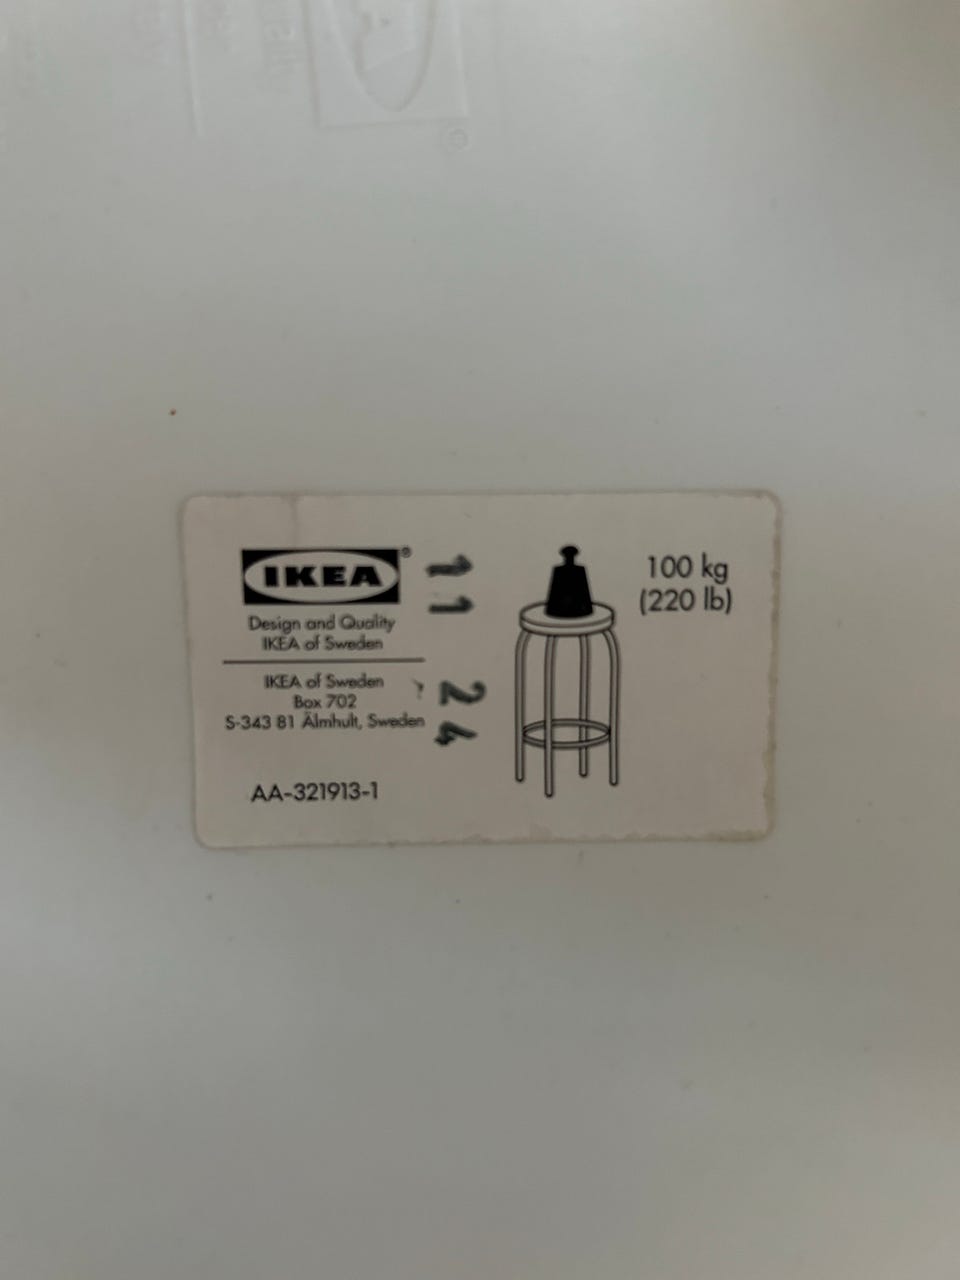 IKEA®
Design and Quality
IKEA of Sweden
IKEA of Sweden
Box 702
S-343 81 Älmhult, Sweden
AA-321913-1
11
24
100 kg
(220 lb)